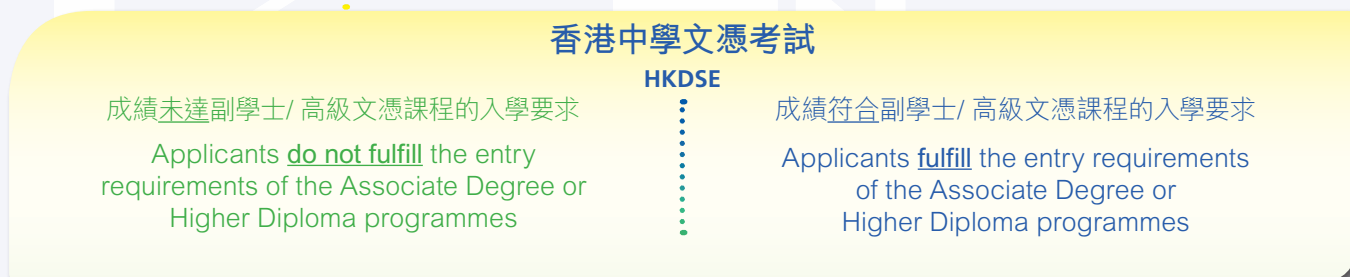 香港中學文憑考試
HKDSE
成績未達副學士/ 高級文憑課程的入學要求
Applicants do not fulfill the entry
requirements of the Associate Degree or
Higher Diploma programmes
成績符合副學士/ 高級文憑課程的入學要求
Applicants fulfill the entry requirements
of the Associate Degree or
Higher Diploma programmes